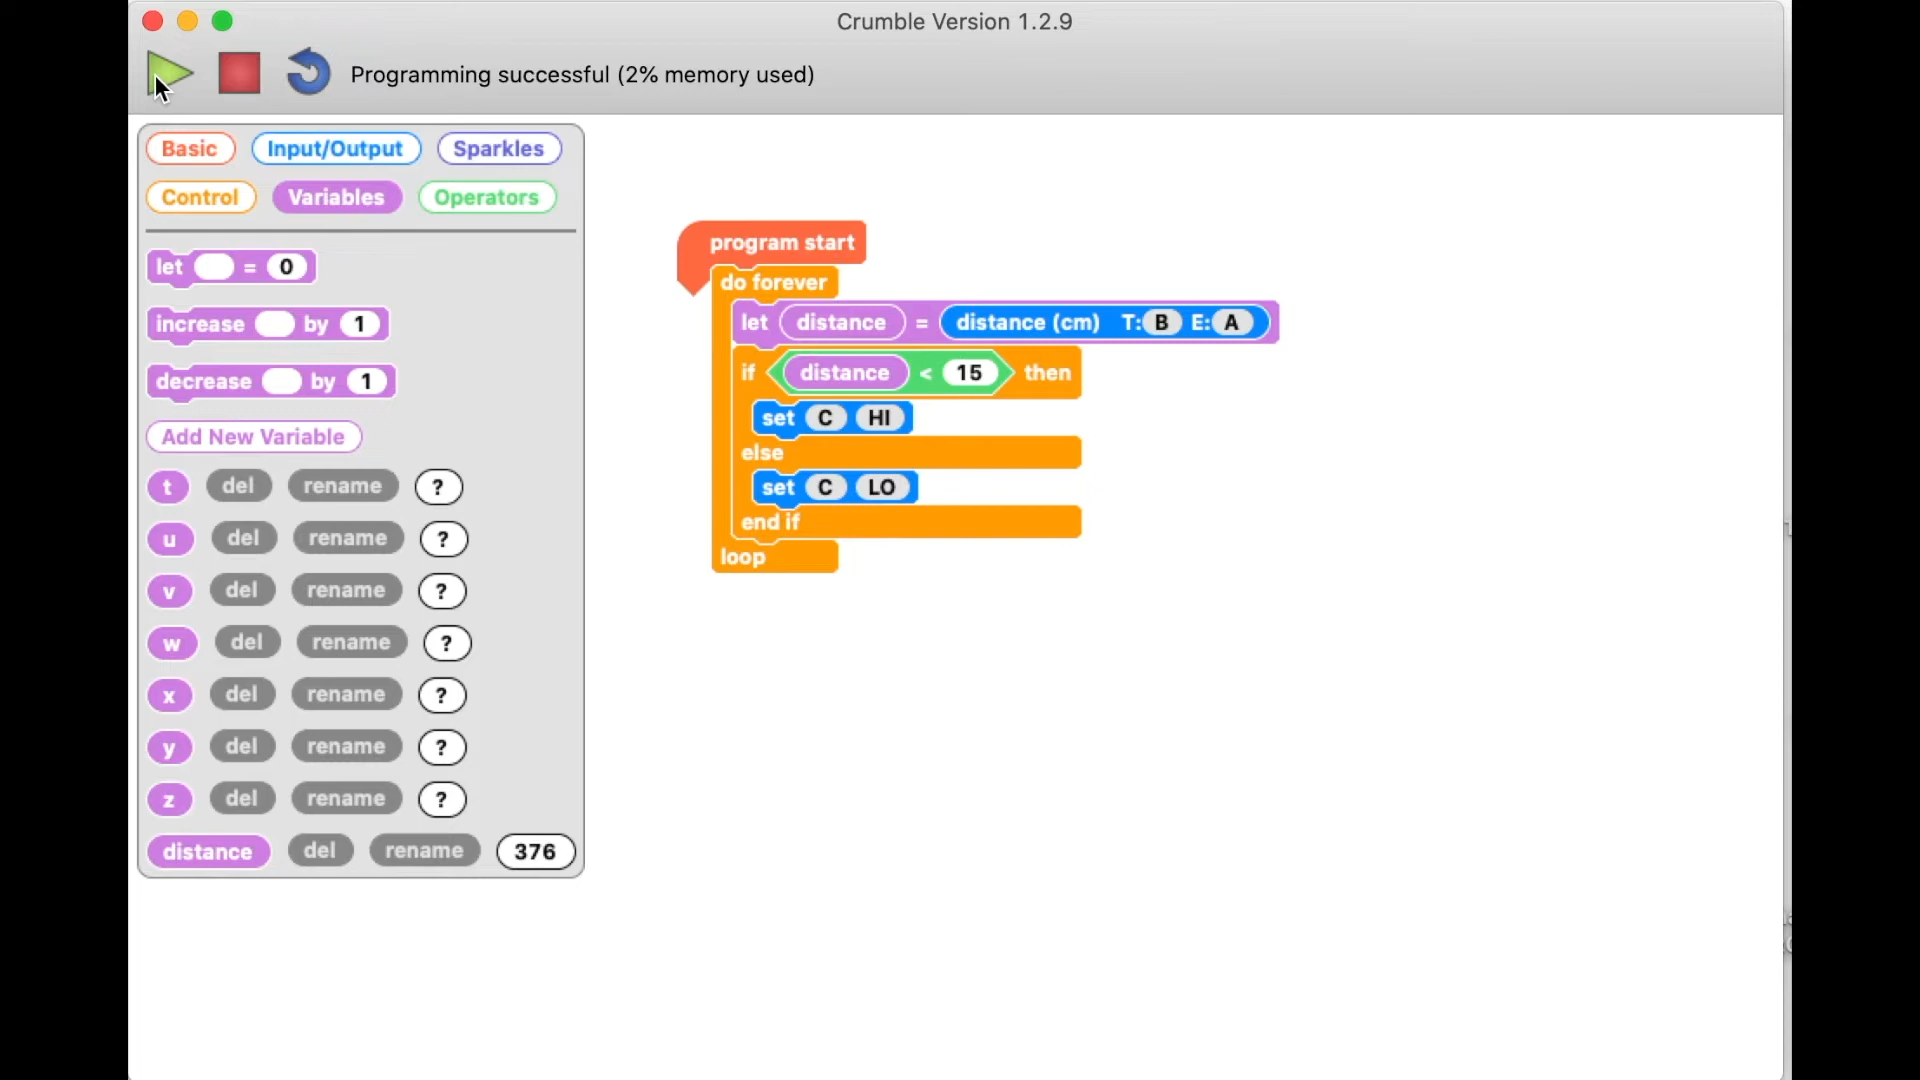 Crumble Version 1.2.9
Programming successful (2% memory used)
Basic Input/Output Sparkles
Control Variables Operators
let = 0
increase by 1
decrease by 1
Add New Variable
t del rename ?
u del rename ?
v del rename ?
w del rename ?
x del rename ?
y del rename ?
z del rename ?
distance del rename 376
program start
do forever
let distance = distance (cm) T: B E: A
if distance < 15 then
set C HI
else
set C LO
end if
loop